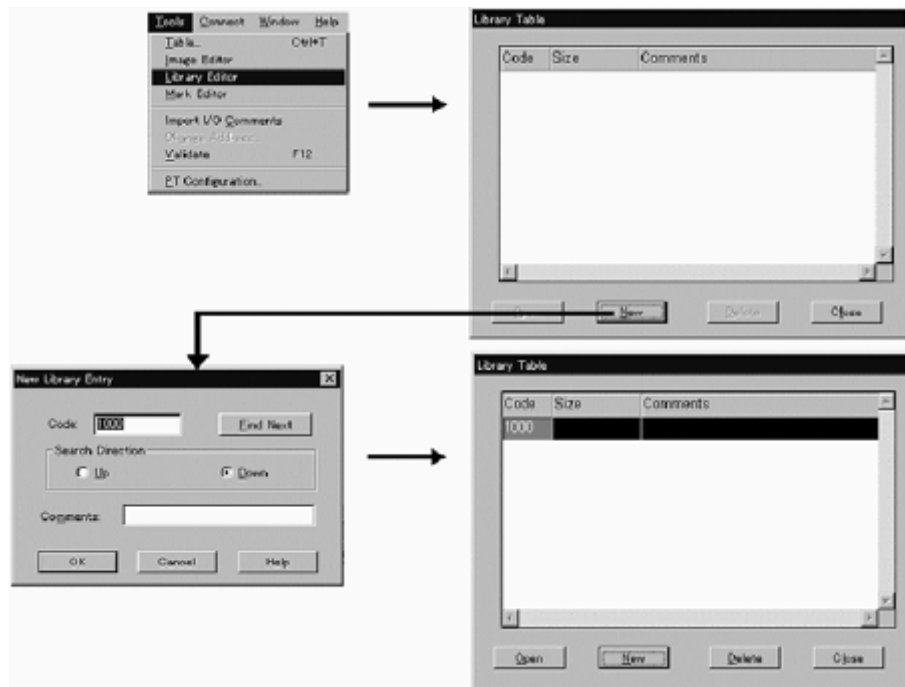 Tools Connect Window Help
Table... Ctrl+T
Image Editor
Library Editor
Mark Editor
Import I/O Comments
Change Address...
Validate F12
PT Configuration...
Library Table
Code Size Comments
New Delete Close
New Library Entry
Code: 1000 Find Next
Search Direction
Up Down
Comments:
OK Cancel Help
Library Table
Code Size Comments
1000
Open New Delete Close